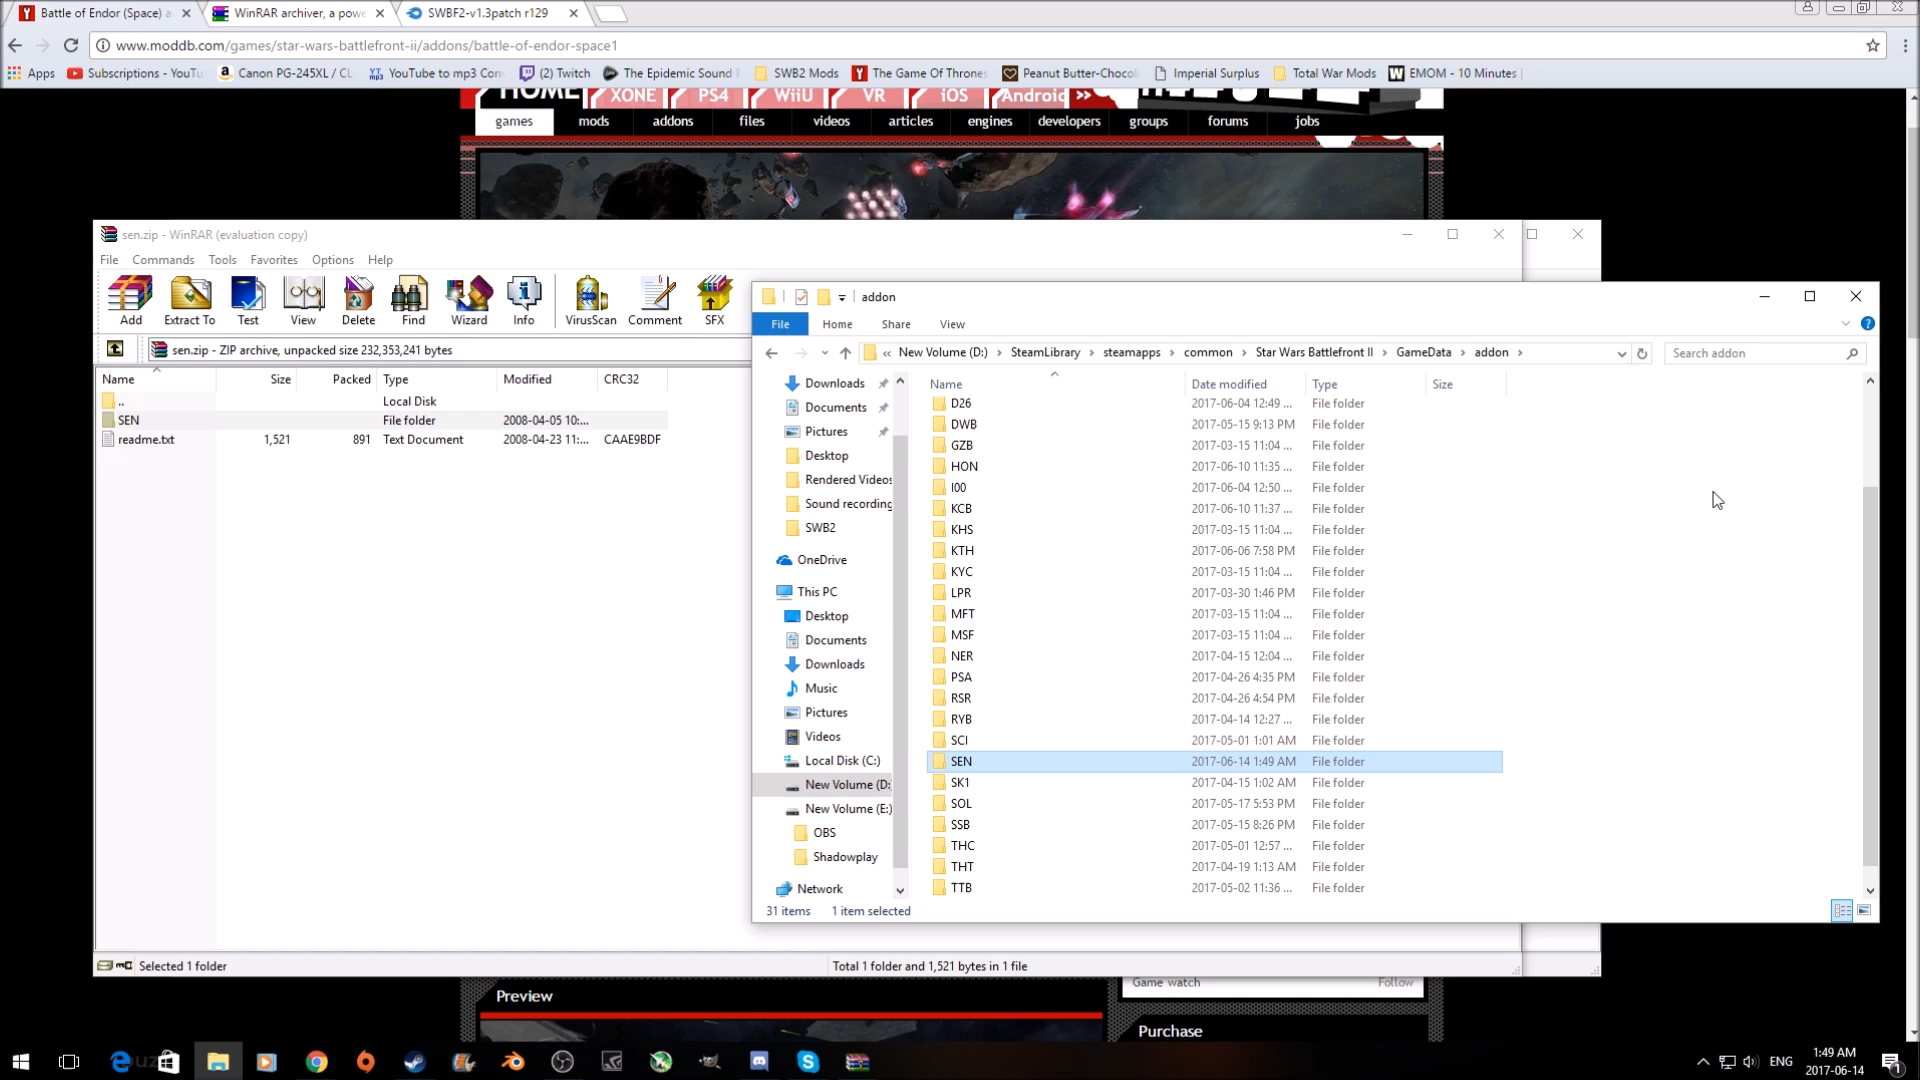 Battle of Endor (Space) a
WinRAR archiver, a powe
SWBF2-v1.3patch r129
www.moddb.com/games/star-wars-battlefront-ii/addons/battle-of-endor-space1
Apps
Subscriptions - YouTu
Canon PG-245XL / CL
YouTube to mp3 Con
(2) Twitch
The Epidemic Sound
SWB2 Mods
The Game Of Thrones
Peanut Butter-Choco
Imperial Surplus
Total War Mods
EMOM - 10 Minutes
HOME XONE PS4 WiiU VR iOS Android >>
games mods addons files videos articles engines developers groups forums jobs
sen.zip - WinRAR (evaluation copy)
File Commands Tools Favorites Options Help
Add Extract To Test View Delete Find Wizard Info VirusScan Comment SFX
sen.zip - ZIP archive, unpacked size 232,353,241 bytes
Name Size Packed Type Modified CRC32
.. Local Disk
SEN File folder 2008-04-05 10:...
readme.txt 1,521 891 Text Document 2008-04-23 11:... CAAE9BDF
Selected 1 folder
Total 1 folder and 1,521 bytes in 1 file
addon
File Home Share View
« New Volume (D:) > SteamLibrary > steamapps > common > Star Wars Battlefront II > GameData > addon >
Search addon
Downloads
Documents
Pictures
Desktop
Rendered Videos
Sound recording
SWB2
OneDrive
This PC
Desktop
Documents
Downloads
Music
Pictures
Videos
Local Disk (C:)
New Volume (D:
New Volume (E:)
OBS
Shadowplay
Network
Name Date modified Type Size
D26 2017-06-04 12:49 ... File folder
DWB 2017-05-15 9:13 PM File folder
GZB 2017-03-15 11:04 ... File folder
HON 2017-06-10 11:35 ... File folder
I00 2017-06-04 12:50 ... File folder
KCB 2017-06-10 11:37 ... File folder
KHS 2017-03-15 11:04 ... File folder
KTH 2017-06-06 7:58 PM File folder
KYC 2017-03-15 11:04 ... File folder
LPR 2017-03-30 1:46 PM File folder
MFT 2017-03-15 11:04 ... File folder
MSF 2017-03-15 11:04 ... File folder
NER 2017-04-15 12:04 ... File folder
PSA 2017-04-26 4:35 PM File folder
RSR 2017-04-26 4:54 PM File folder
RYB 2017-04-14 12:27 ... File folder
SCI 2017-05-01 1:01 AM File folder
SEN 2017-06-14 1:49 AM File folder
SK1 2017-04-15 1:02 AM File folder
SOL 2017-05-17 5:53 PM File folder
SSB 2017-05-15 8:26 PM File folder
THC 2017-05-01 12:57 ... File folder
THT 2017-04-19 1:13 AM File folder
TTB 2017-05-02 11:36 ... File folder
31 items 1 item selected
Preview
Game watch Follow
Purchase
ENG
1:49 AM
2017-06-14
1